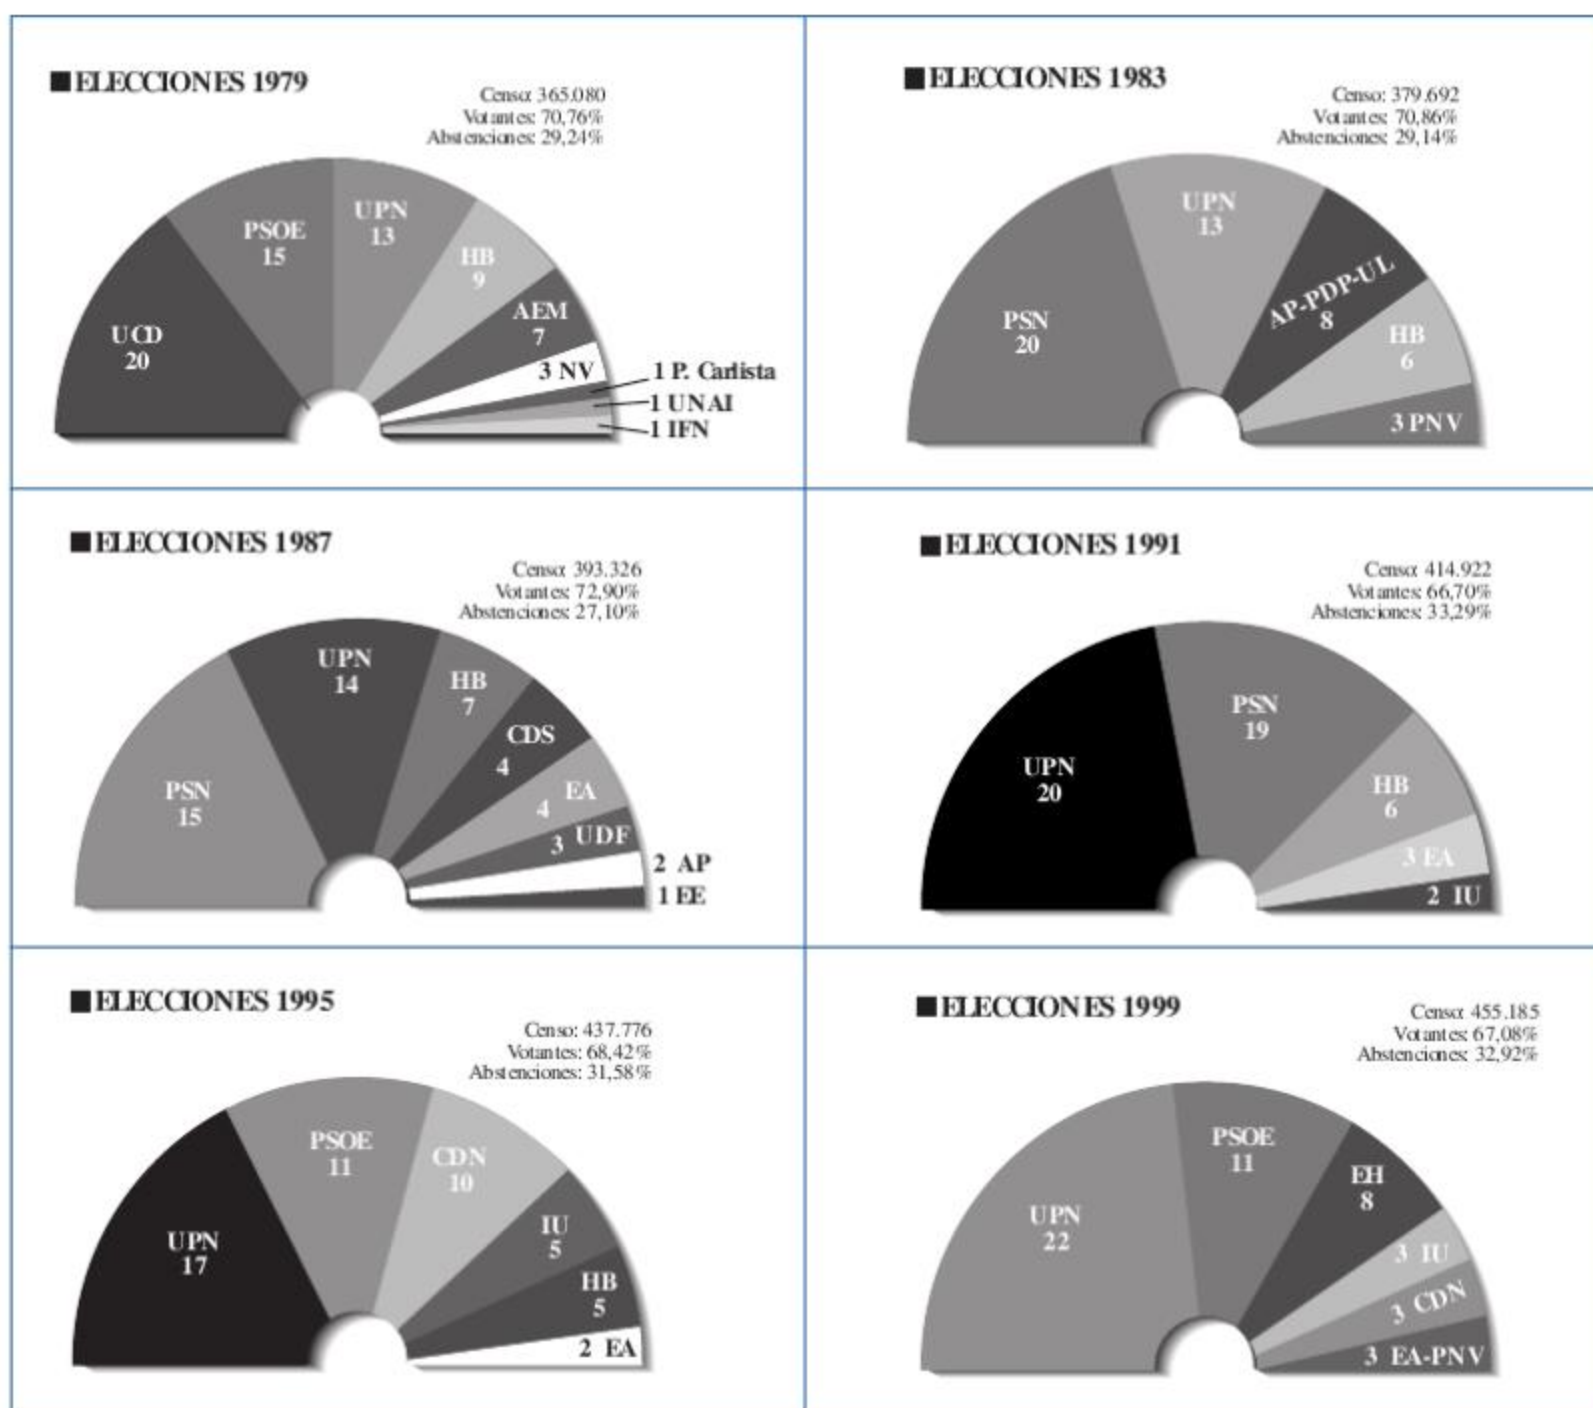 ■ELECCIONES 1979
Censo: 365.080
Votantes: 70,76%
Abstenciones: 29,24%
UCD
20
PSOE
15
UPN
13
HB
9
AEM
7
3 NV
1 P. Carlista
1 UNAI
1 IFN
■ELECCIONES 1983
Censo: 379.692
Votantes: 70,86%
Abstenciones: 29,14%
PSN
20
UPN
13
AP-PDP-UL
8
HB
6
3 PNV
■ELECCIONES 1987
Censo: 393.326
Votantes: 72,90%
Abstenciones: 27,10%
PSN
15
UPN
14
HB
7
CDS
4
EA
4
3 UDF
2 AP
1 EE
■ELECCIONES 1991
Censo: 414.922
Votantes: 66,70%
Abstenciones: 33,29%
UPN
20
PSN
19
HB
6
3 EA
2 IU
■ELECCIONES 1995
Censo: 437.776
Votantes: 68,42%
Abstenciones: 31,58%
UPN
17
PSOE
11
CDN
10
IU
5
HB
5
2 EA
■ELECCIONES 1999
Censo: 455.185
Votantes: 67,08%
Abstenciones: 32,92%
UPN
22
PSOE
11
EH
8
3 IU
3 CDN
3 EA-PNV